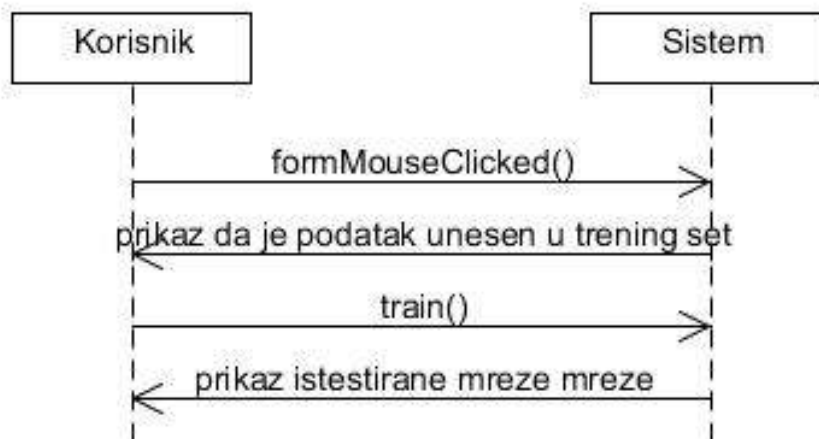 Korisnik
Sistem
formMouseClicked()
prikaz da je podatak unesen u trening set
train()
prikaz istestirane mreze mreze